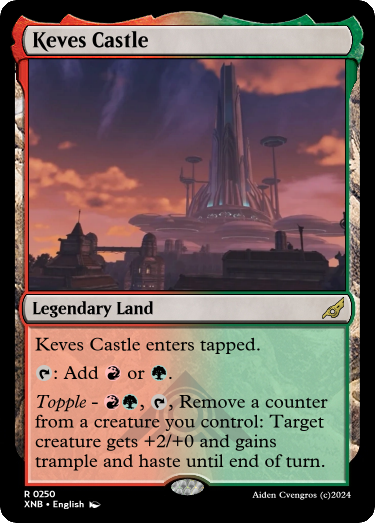 Keves Castle
Legendary Land
Keves Castle enters tapped.
: Add or .
Topple - , , Remove a counter
from a creature you control: Target
creature gets +2/+0 and gains
trample and haste until end of turn.
R 0250
XNB • English
Aiden Cvengros (c)2024